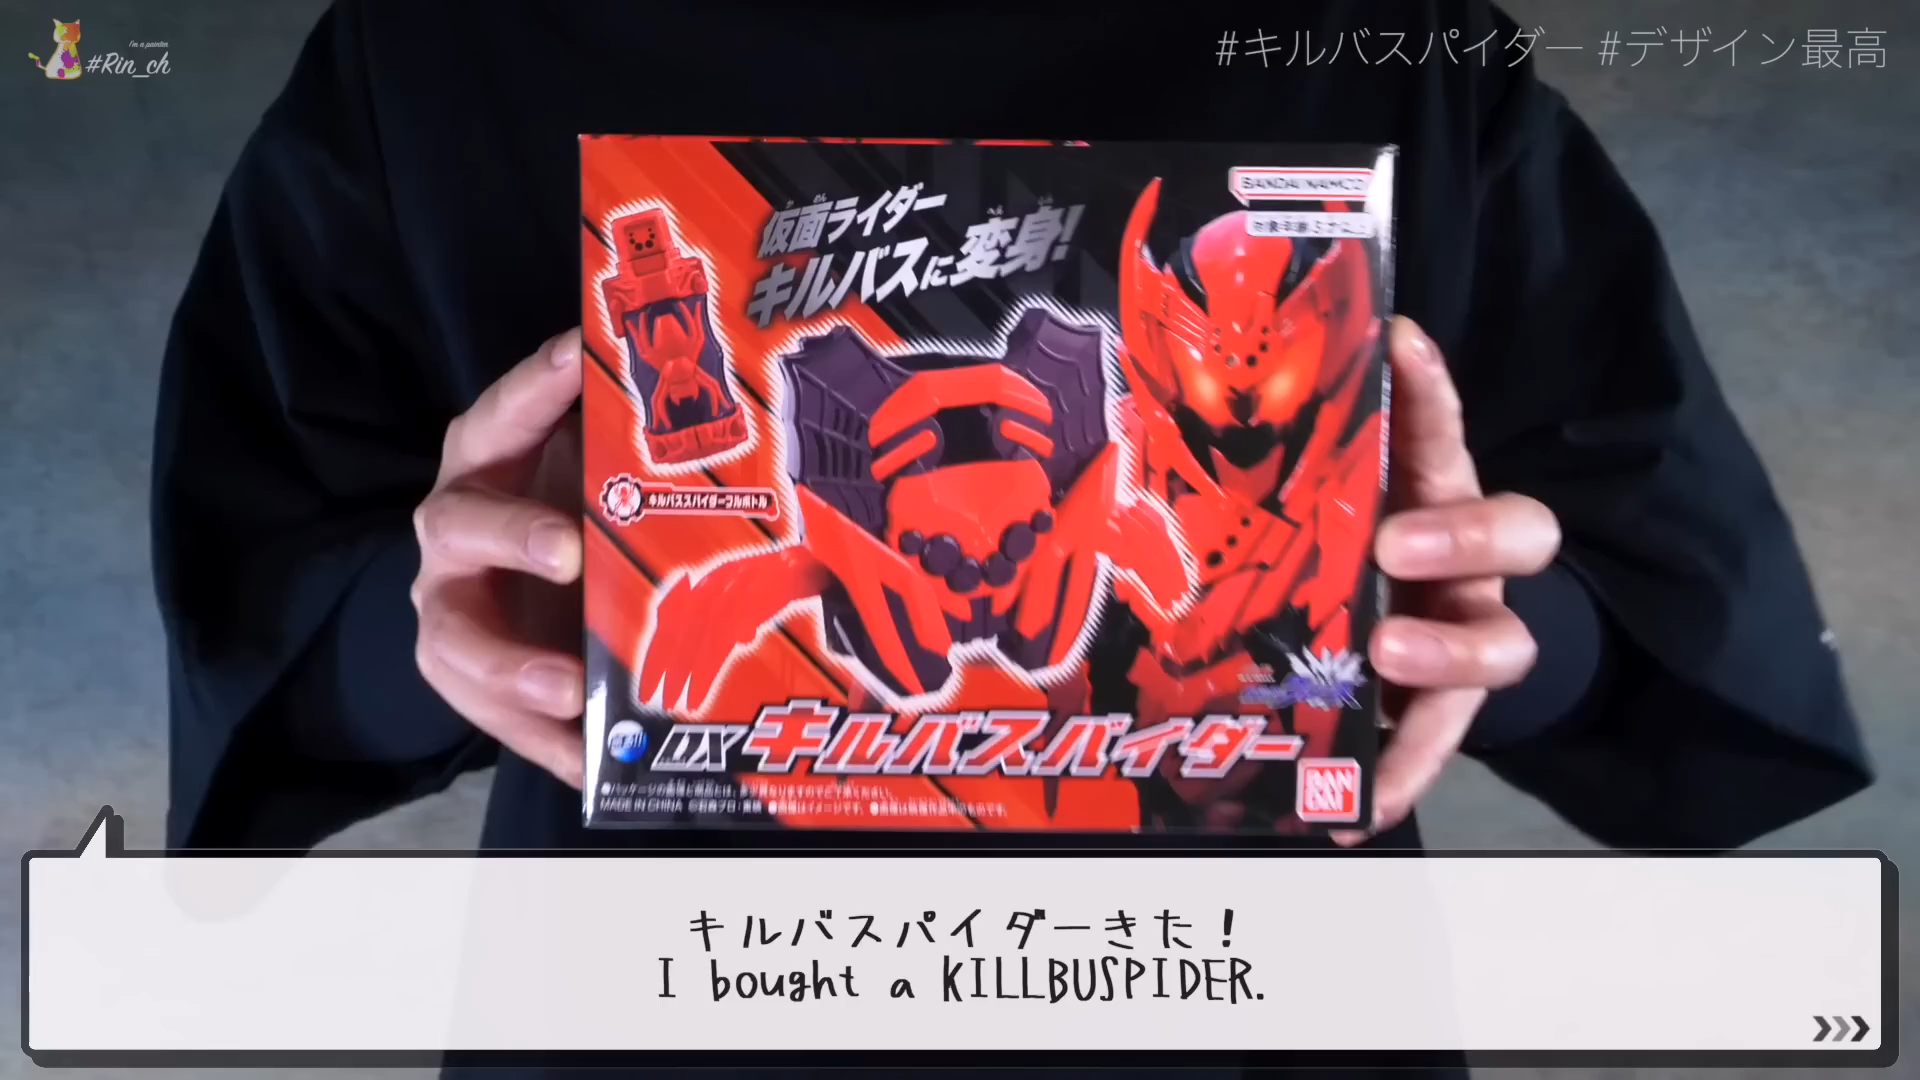 I'm a painter
#Rin_ch
#キルバスパイダー #デザイン最高
BANDAI NAMCO
仮面ライダー
キルバスに変身!
キルバススパイダーフルボトル
DX キルバスパイダー
MADE IN CHINA
BAN
DAI
キルバスパイダーきた!
I bought a KILLBUSPIDER.